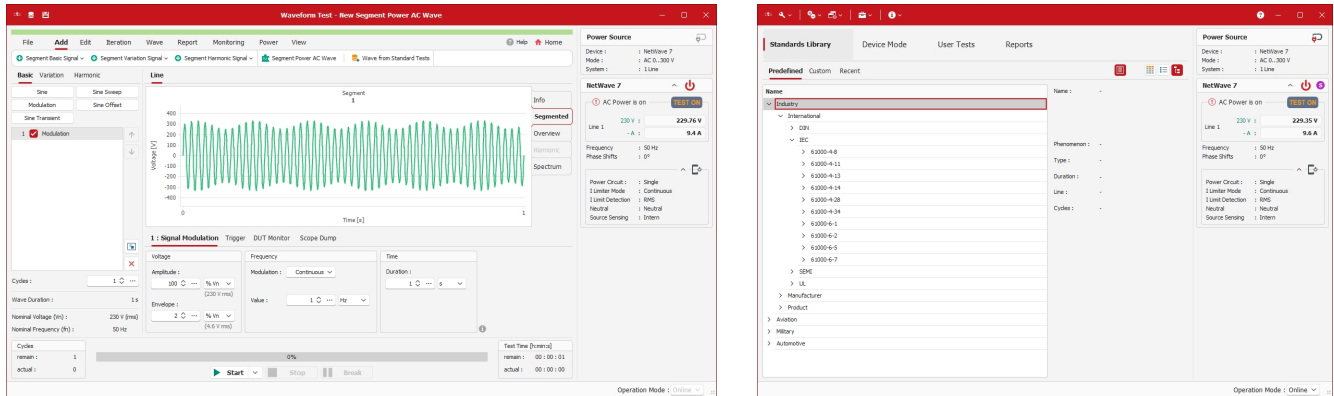 Waveform Test - New Segment Power AC Wave
File Add Edit Iteration Wave Report Monitoring Power View Help Home
Segment Basic Signal Segment Variation Signal Segment Harmonic Signal Segment Power AC Wave Wave from Standard Tests
Basic Variation Harmonic
Sine Sine Sweep
Modulation Sine Offset
Sine Transient
1 Modulation
Cycles : 1
Wave Duration : 1 s
Nominal Voltage (Vn) : 230 V (rms)
Nominal Frequency (fn) : 50 Hz
Line
Segment
1
Voltage [V]
400
300
200
100
0
-100
-200
-300
-400
0 1
Time [s]
Info
Segmented
Overview
Harmonic
Spectrum
1 : Signal Modulation Trigger DUT Monitor Scope Dump
Voltage
Amplitude :
100 % Vn
(230 V rms)
Envelope :
2 % Vn
(4.6 V rms)
Frequency
Modulation : Continuous
Value : 1 Hz
Time
Duration :
1 s
Cycles
remain : 1
actual : 0
0%
Start Stop Break
Test Time [h:min:s]
remain : 00 : 00 : 01
actual : 00 : 00 : 00
Power Source
Device : : NetWave 7
Mode : : AC 0...300 V
System : : 1 Line
NetWave 7
AC Power is on TEST ON
Line 1
230 V : 229.76 V
- A : 9.4 A
Frequency : 50 Hz
Phase Shifts : 0°
Power Circuit : : Single
I Limiter Mode : Continuous
I Limit Detection : RMS
Neutral : Neutral
Source Sensing : Intern
Operation Mode : Online
Standards Library Device Mode User Tests Reports
Predefined Custom Recent
Name
Industry
International
DIN
IEC
61000-4-8
61000-4-11
61000-4-13
61000-4-14
61000-4-28
61000-4-34
61000-6-1
61000-6-2
61000-6-5
61000-6-7
SEMI
UL
Manufacturer
Product
Aviation
Military
Automotive
Name : -
Phenomenon : -
Type : -
Duration : -
Line : -
Cycles : -
Power Source
Device : : NetWave 7
Mode : : AC 0...300 V
System : : 1 Line
NetWave 7 S
AC Power is on TEST ON
Line 1
230 V : 229.35 V
- A : 9.6 A
Frequency : 50 Hz
Phase Shifts : 0°
Power Circuit : : Single
I Limiter Mode : Continuous
I Limit Detection : RMS
Neutral : Neutral
Source Sensing : Intern
Operation Mode : Online